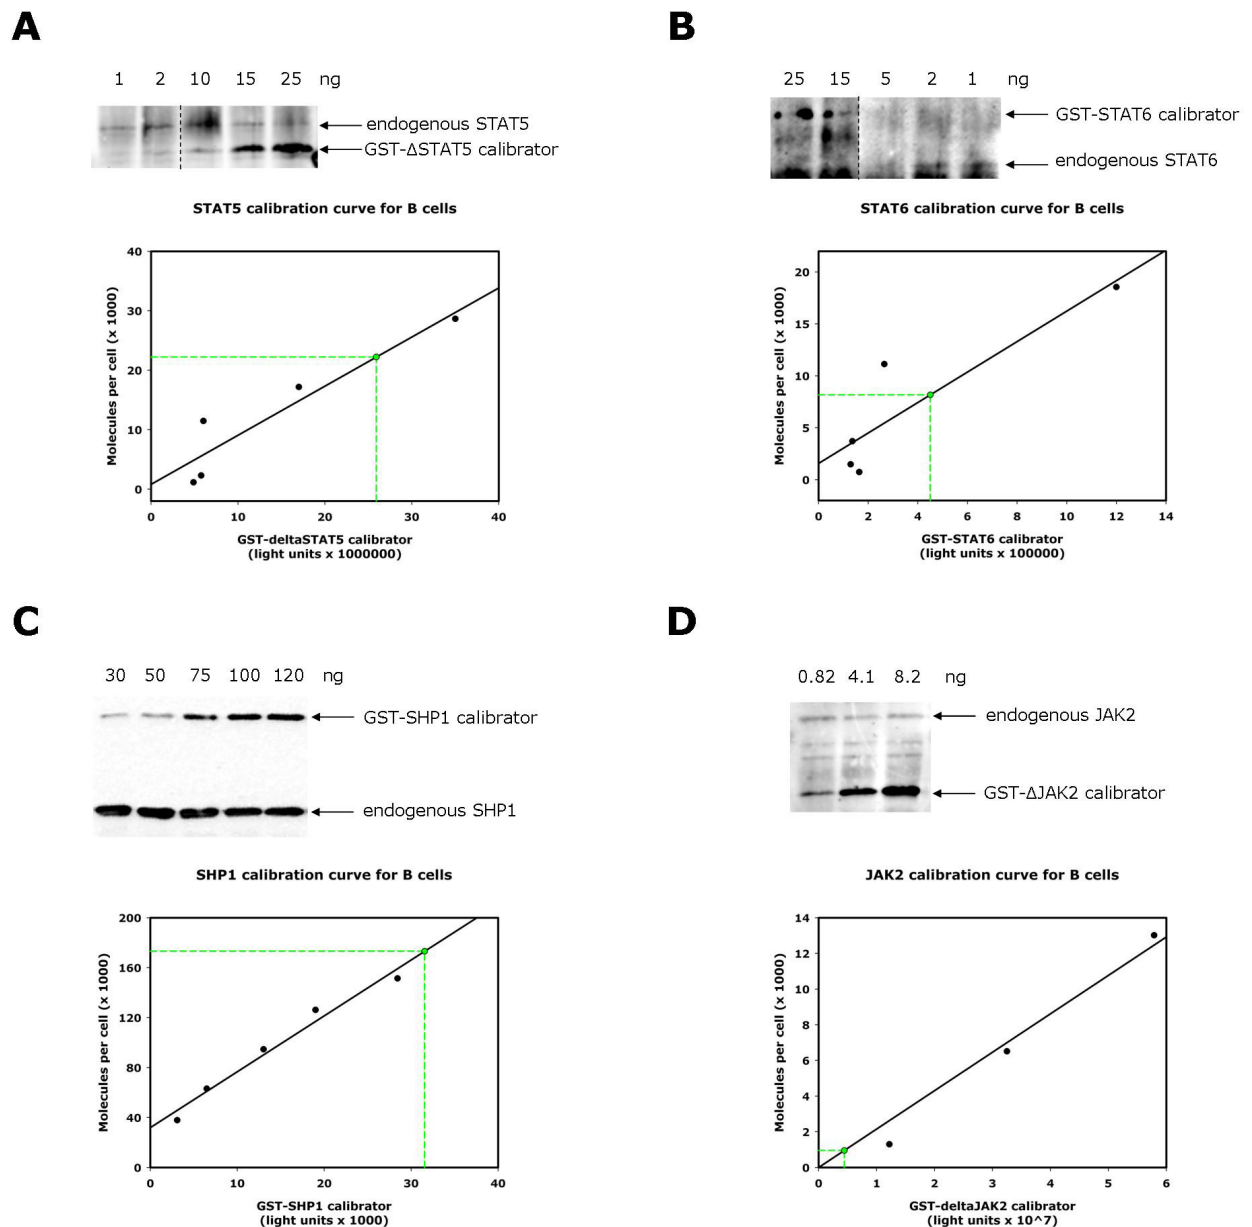 A
1 2 10 15 25 ng
endogenous STAT5
GST-ΔSTAT5 calibrator
STAT5 calibration curve for B cells
40
30
20
10
0
Molecules per cell (x 1000)
0 10 20 30 40
GST-deltaSTAT5 calibrator
(light units x 1000000)
B
25 15 5 2 1 ng
GST-STAT6 calibrator
endogenous STAT6
STAT6 calibration curve for B cells
20
15
10
5
0
Molecules per cell (x 1000)
0 2 4 6 8 10 12 14
GST-STAT6 calibrator
(light units x 100000)
C
30 50 75 100 120 ng
GST-SHP1 calibrator
endogenous SHP1
SHP1 calibration curve for B cells
200
160
120
80
40
0
Molecules per cell (x 1000)
0 10 20 30 40
GST-SHP1 calibrator
(light units x 1000)
D
0.82 4.1 8.2 ng
endogenous JAK2
GST-ΔJAK2 calibrator
JAK2 calibration curve for B cells
14
12
10
8
6
4
2
0
Molecules per cell (x 1000)
0 1 2 3 4 5 6
GST-deltaJAK2 calibrator
(light units x 10^7)